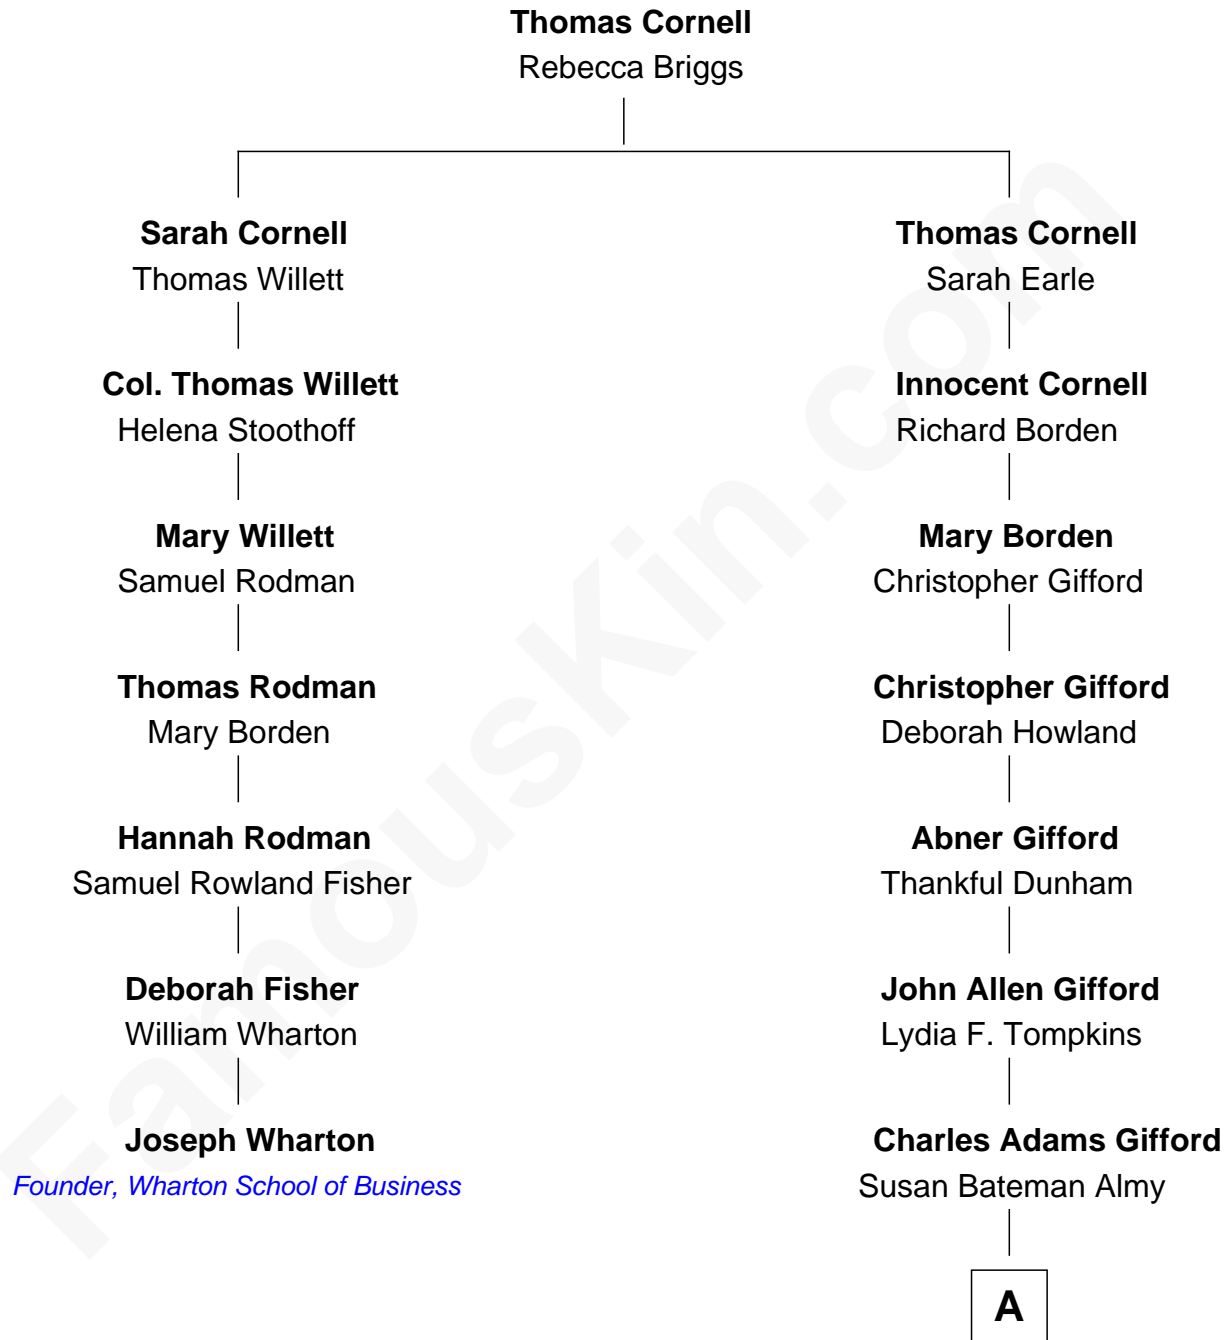 Thomas Cornell
Rebecca Briggs
Sarah Cornell
Thomas Willett
Col. Thomas Willett
Helena Stoothoff
Mary Willett
Samuel Rodman
Thomas Rodman
Mary Borden
Hannah Rodman
Samuel Rowland Fisher
Deborah Fisher
William Wharton
Joseph Wharton
Founder, Wharton School of Business
Thomas Cornell
Sarah Earle
Innocent Cornell
Richard Borden
Mary Borden
Christopher Gifford
Christopher Gifford
Deborah Howland
Abner Gifford
Thankful Dunham
John Allen Gifford
Lydia F. Tompkins
Charles Adams Gifford
Susan Bateman Almy
A
FamousKin.com